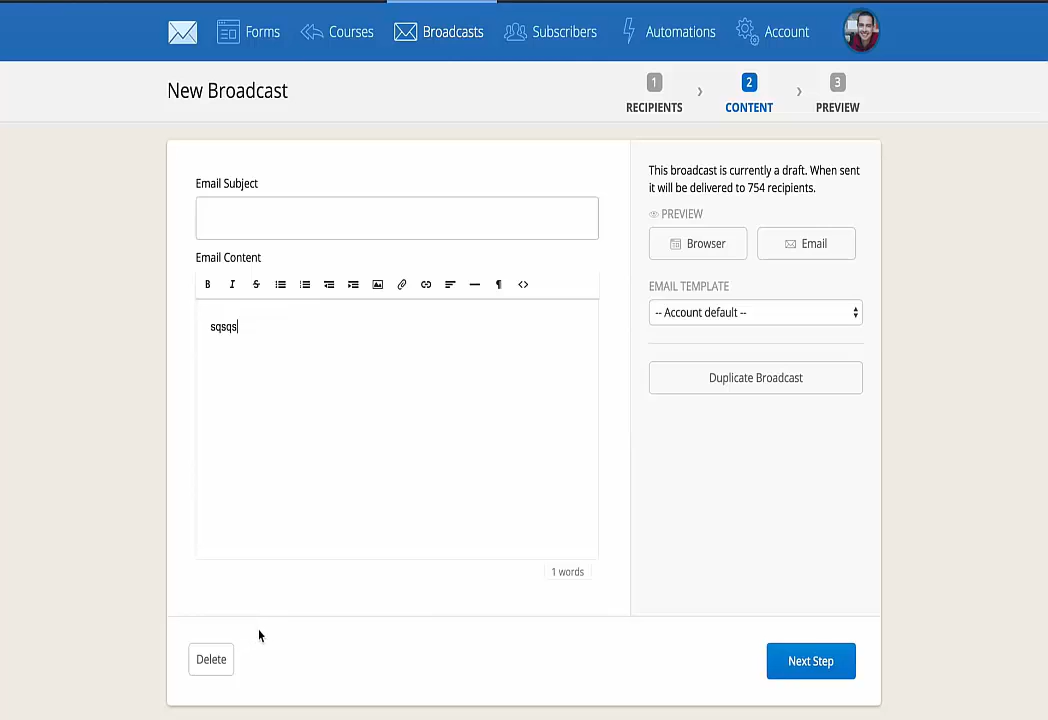 Forms Courses Broadcasts Subscribers Automations Account
New Broadcast
1 RECIPIENTS
2 CONTENT
3 PREVIEW
Email Subject
Email Content
B I S
sqsqs
1 words
This broadcast is currently a draft. When sent
it will be delivered to 754 recipients.
PREVIEW
Browser Email
EMAIL TEMPLATE
-- Account default --
Duplicate Broadcast
Delete
Next Step